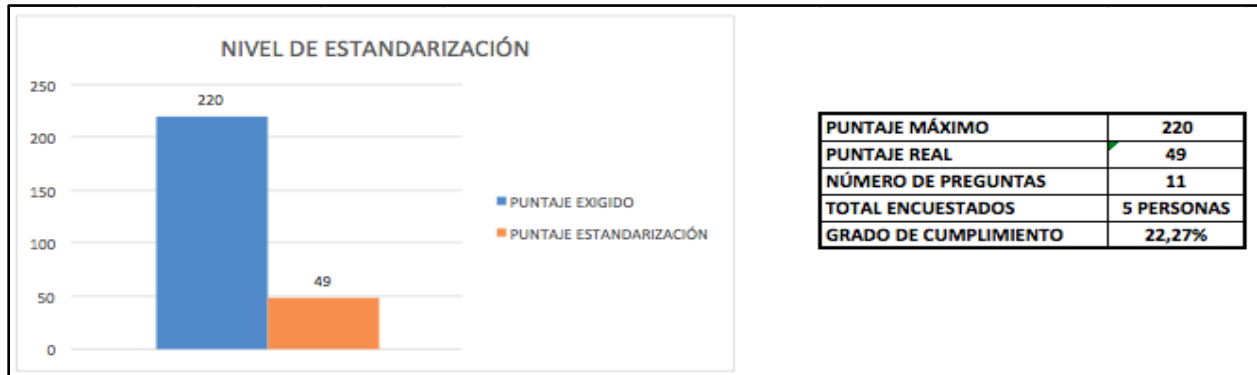 NIVEL DE ESTANDARIZACIÓN
250
220
200
150
PUNTAJE EXIGIDO
PUNTAJE ESTANDARIZACIÓN
100
49
50
0
PUNTAJE MÁXIMO 220
PUNTAJE REAL 49
NÚMERO DE PREGUNTAS 11
TOTAL ENCUESTADOS 5 PERSONAS
GRADO DE CUMPLIMIENTO 22,27%